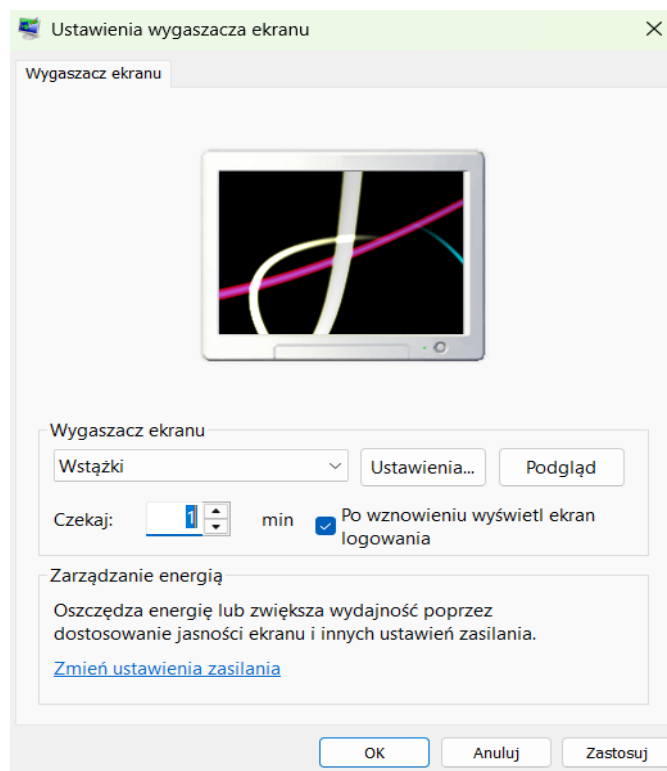 Ustawienia wygaszacza ekranu
Wygaszacz ekranu
Wygaszacz ekranu
Wstążki
Ustawienia...
Podgląd
Czekaj:
1
min
Po wznowieniu wyświetl ekran
logowania
Zarządzanie energią
Oszczędza energię lub zwiększa wydajność poprzez
dostosowanie jasności ekranu i innych ustawień zasilania.
Zmień ustawienia zasilania
OK
Anuluj
Zastosuj